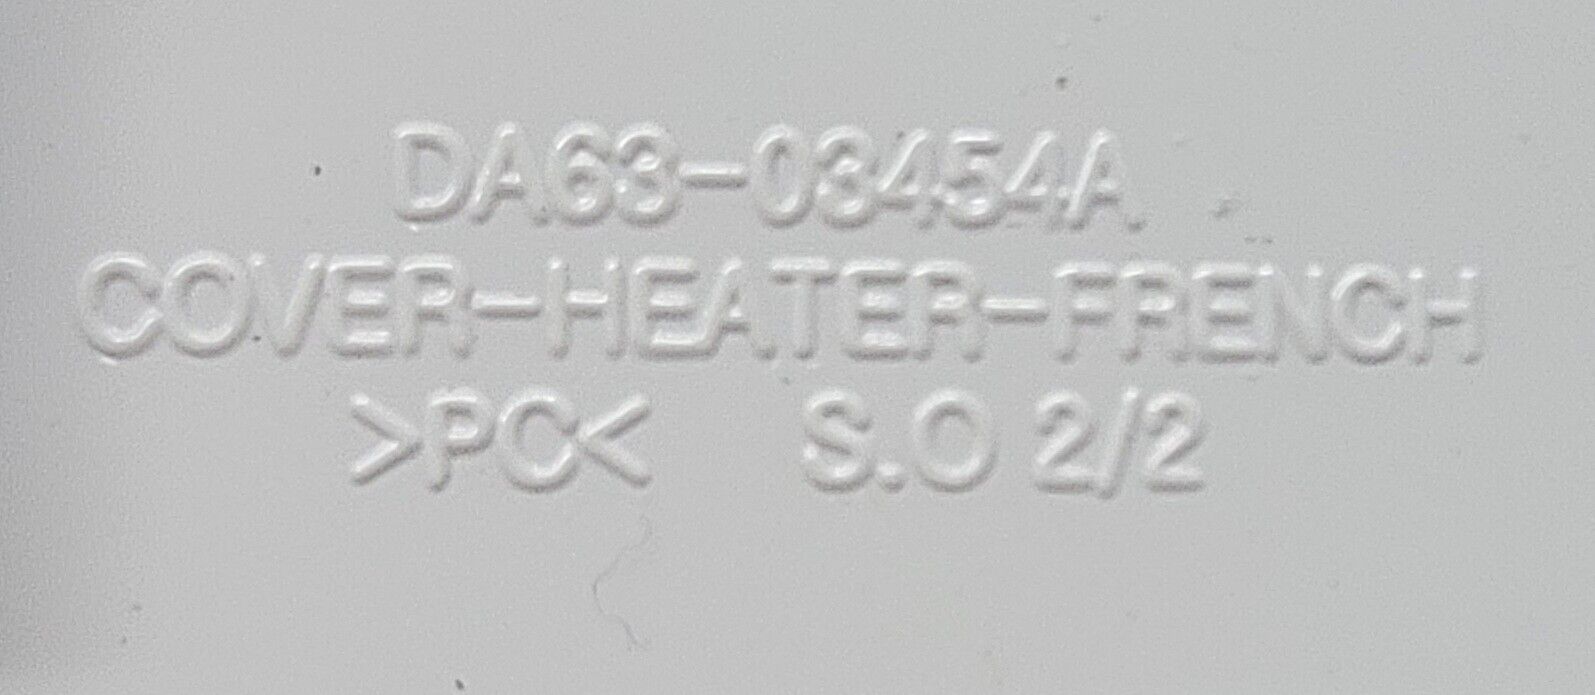 DA63-03454A
COVER-HEATER-FRENCH
>PC< S.O 2/2